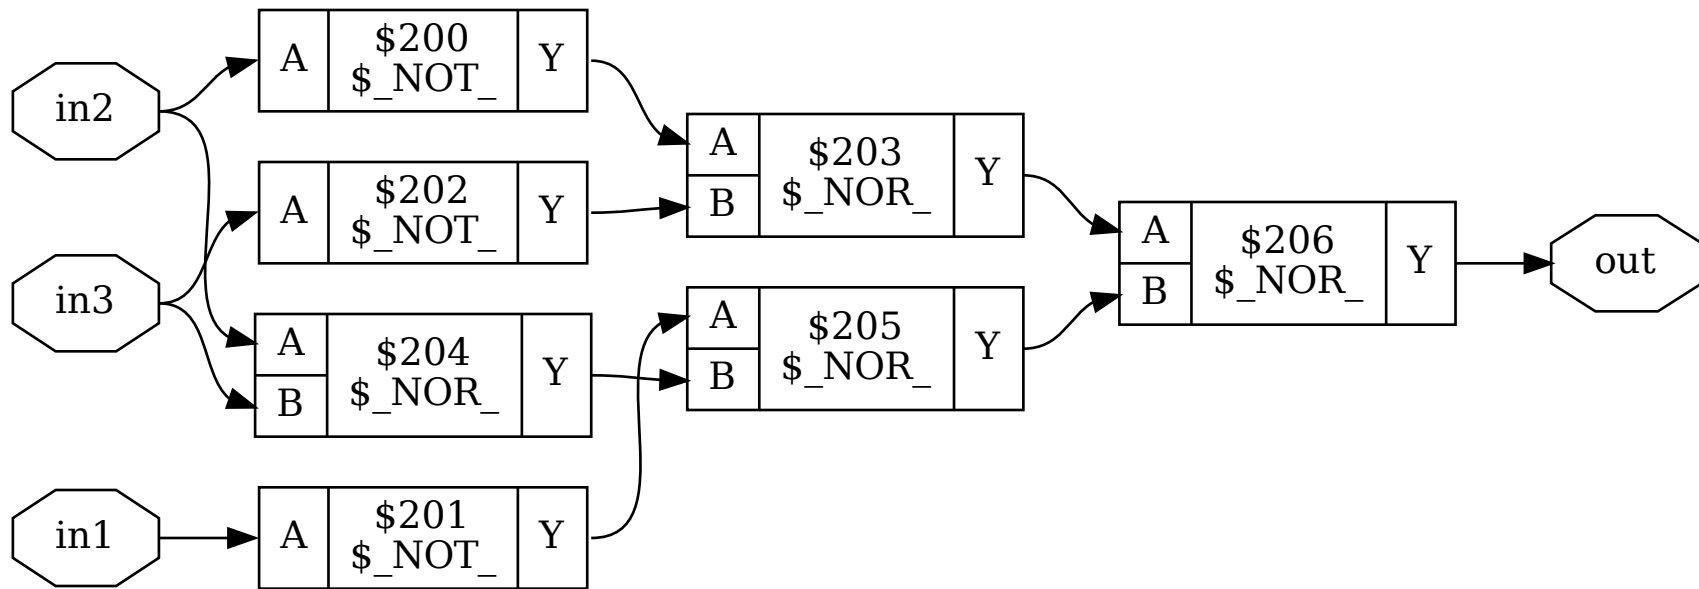 in2
A
$200
$_NOT_
Y
A
$202
$_NOT_
Y
in3
A
B
$204
$_NOR_
Y
in1
A
$201
$_NOT_
Y
A
B
$203
$_NOR_
Y
A
B
$205
$_NOR_
Y
A
B
$206
$_NOR_
Y
out